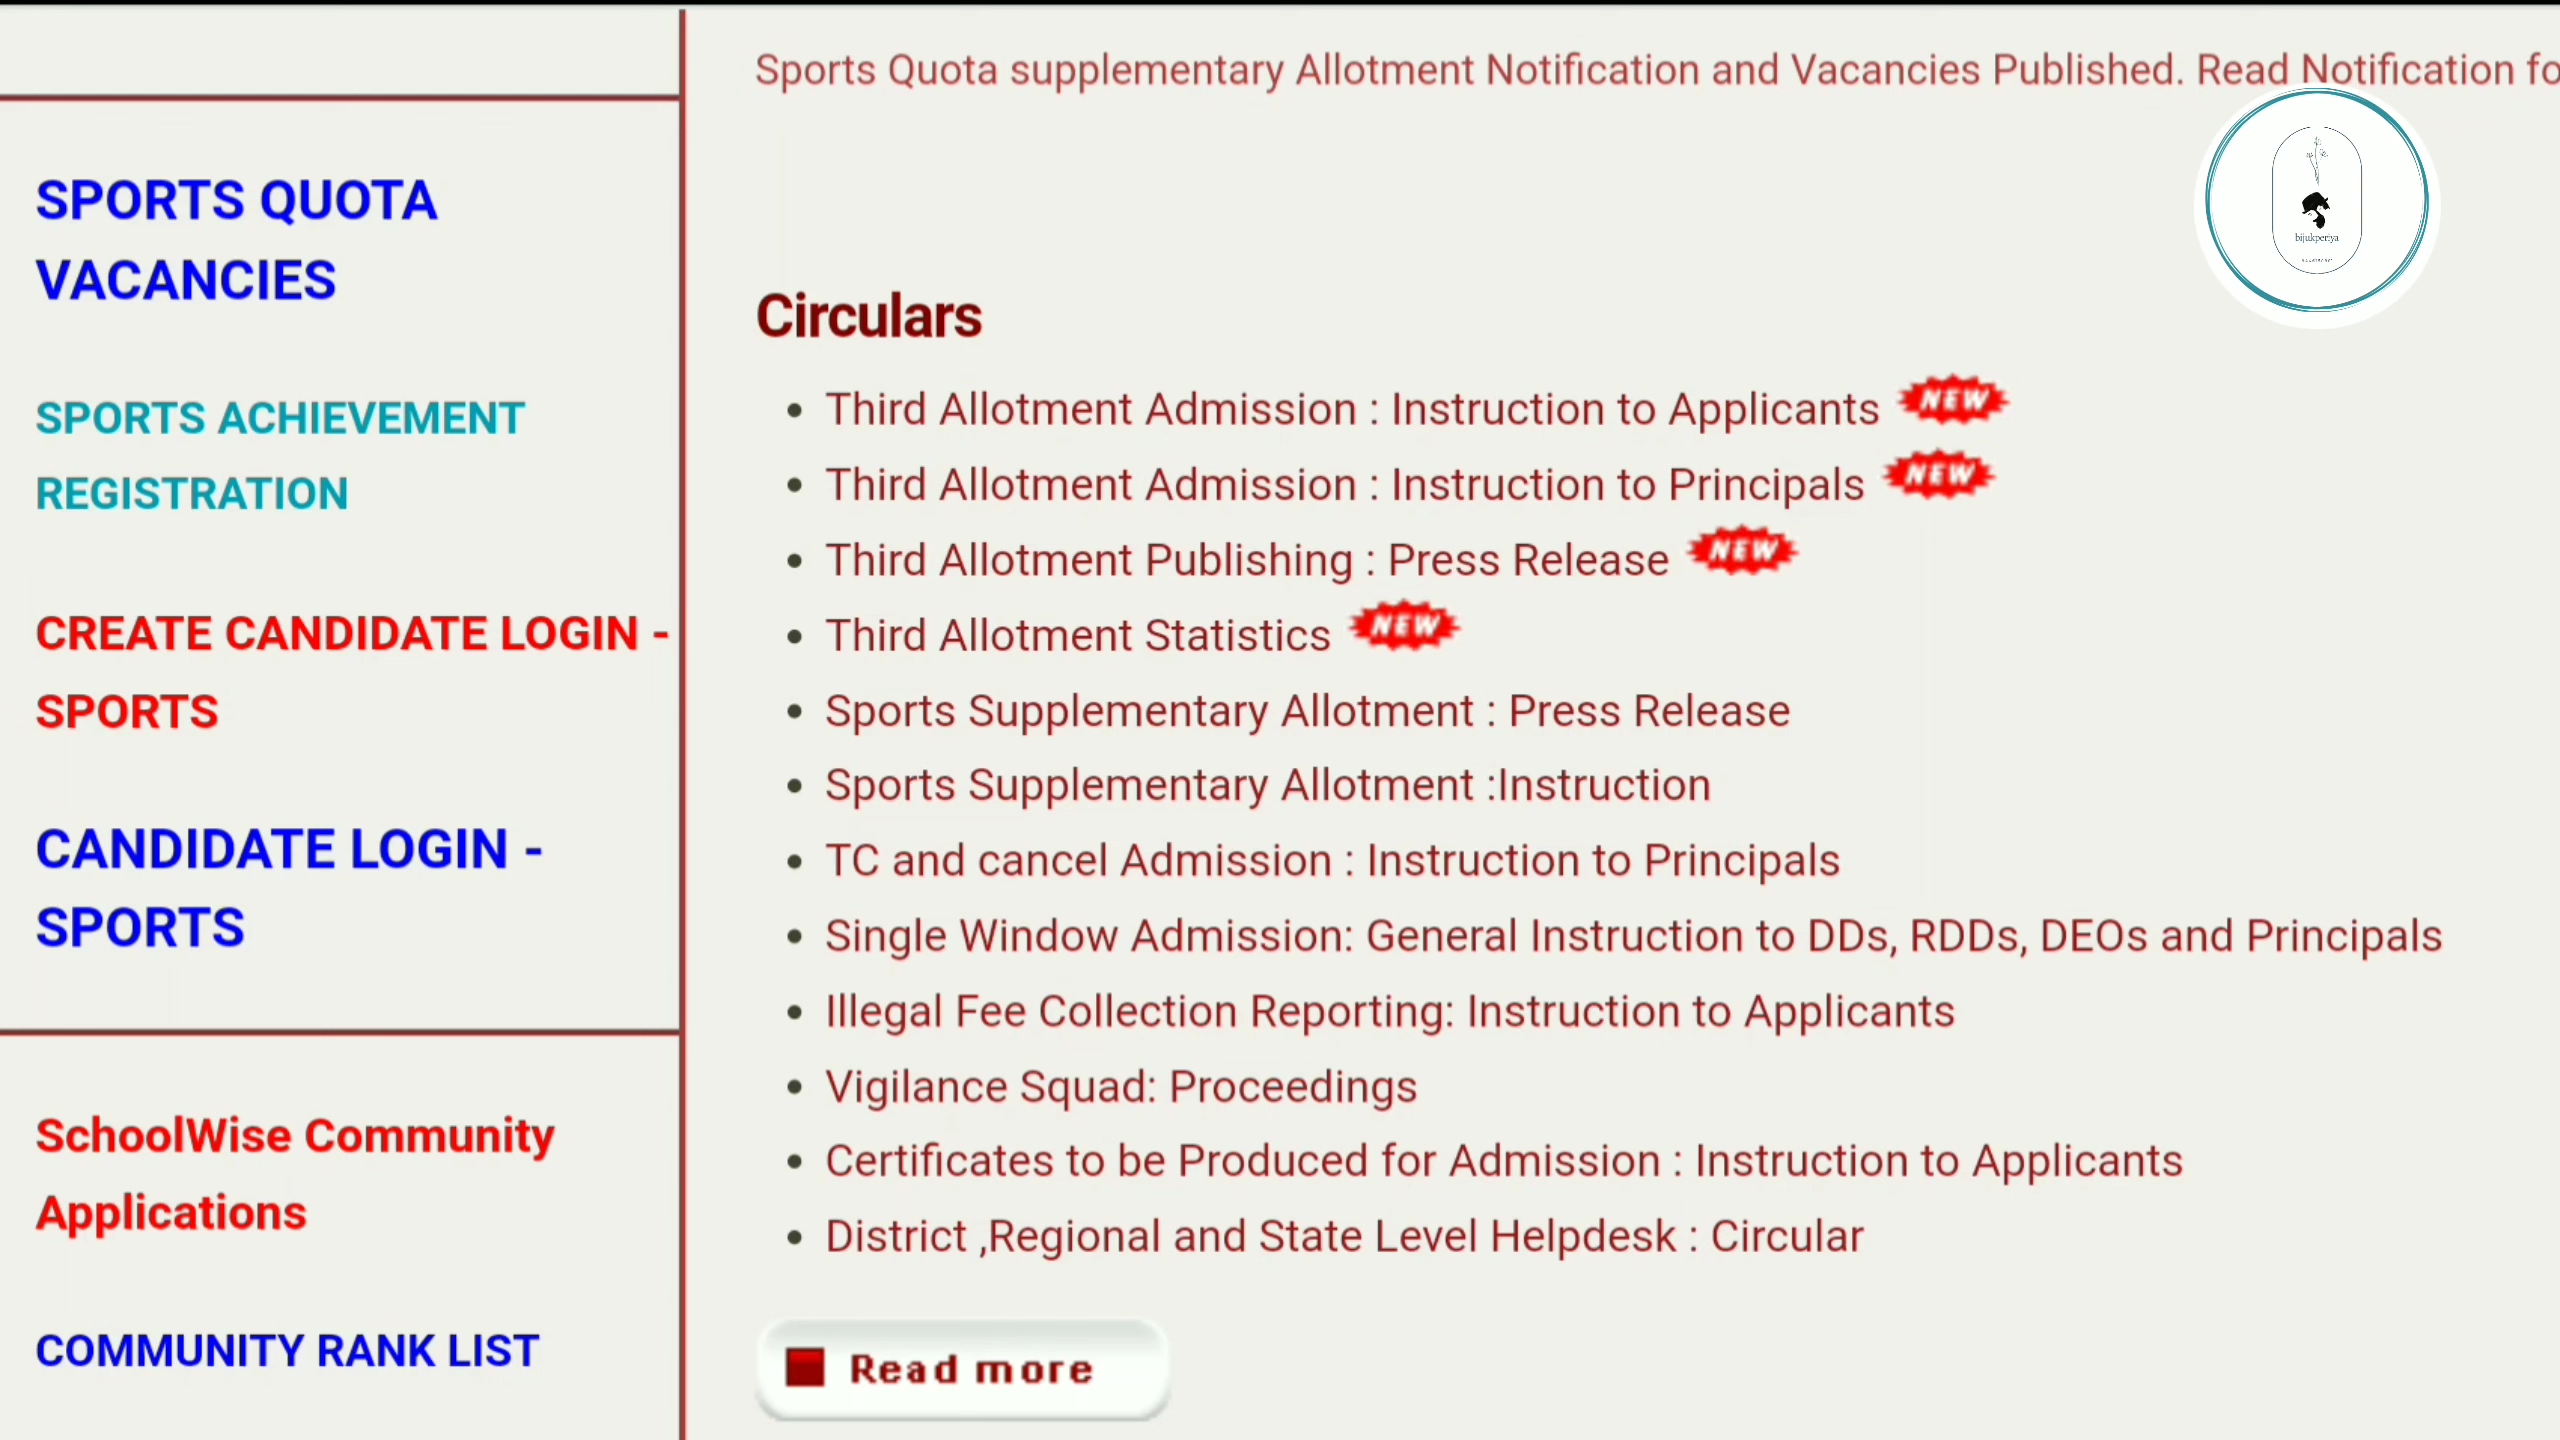 Sports Quota supplementary Allotment Notification and Vacancies Published. Read Notification fo
SPORTS QUOTA
VACANCIES
SPORTS ACHIEVEMENT
REGISTRATION
CREATE CANDIDATE LOGIN -
SPORTS
CANDIDATE LOGIN -
SPORTS
SchoolWise Community
Applications
COMMUNITY RANK LIST
bijukperiya
Circulars
Third Allotment Admission : Instruction to Applicants NEW
Third Allotment Admission : Instruction to Principals NEW
Third Allotment Publishing : Press Release NEW
Third Allotment Statistics NEW
Sports Supplementary Allotment : Press Release
Sports Supplementary Allotment :Instruction
TC and cancel Admission : Instruction to Principals
Single Window Admission: General Instruction to DDs, RDDs, DEOs and Principals
Illegal Fee Collection Reporting: Instruction to Applicants
Vigilance Squad: Proceedings
Certificates to be Produced for Admission : Instruction to Applicants
District ,Regional and State Level Helpdesk : Circular
Read more